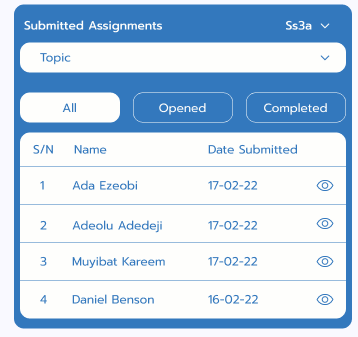 Submitted Assignments Ss3a
Topic
All Opened Completed
S/N Name Date Submitted
1 Ada Ezeobi 17-02-22
2 Adeolu Adedeji 17-02-22
3 Muyibat Kareem 17-02-22
4 Daniel Benson 16-02-22